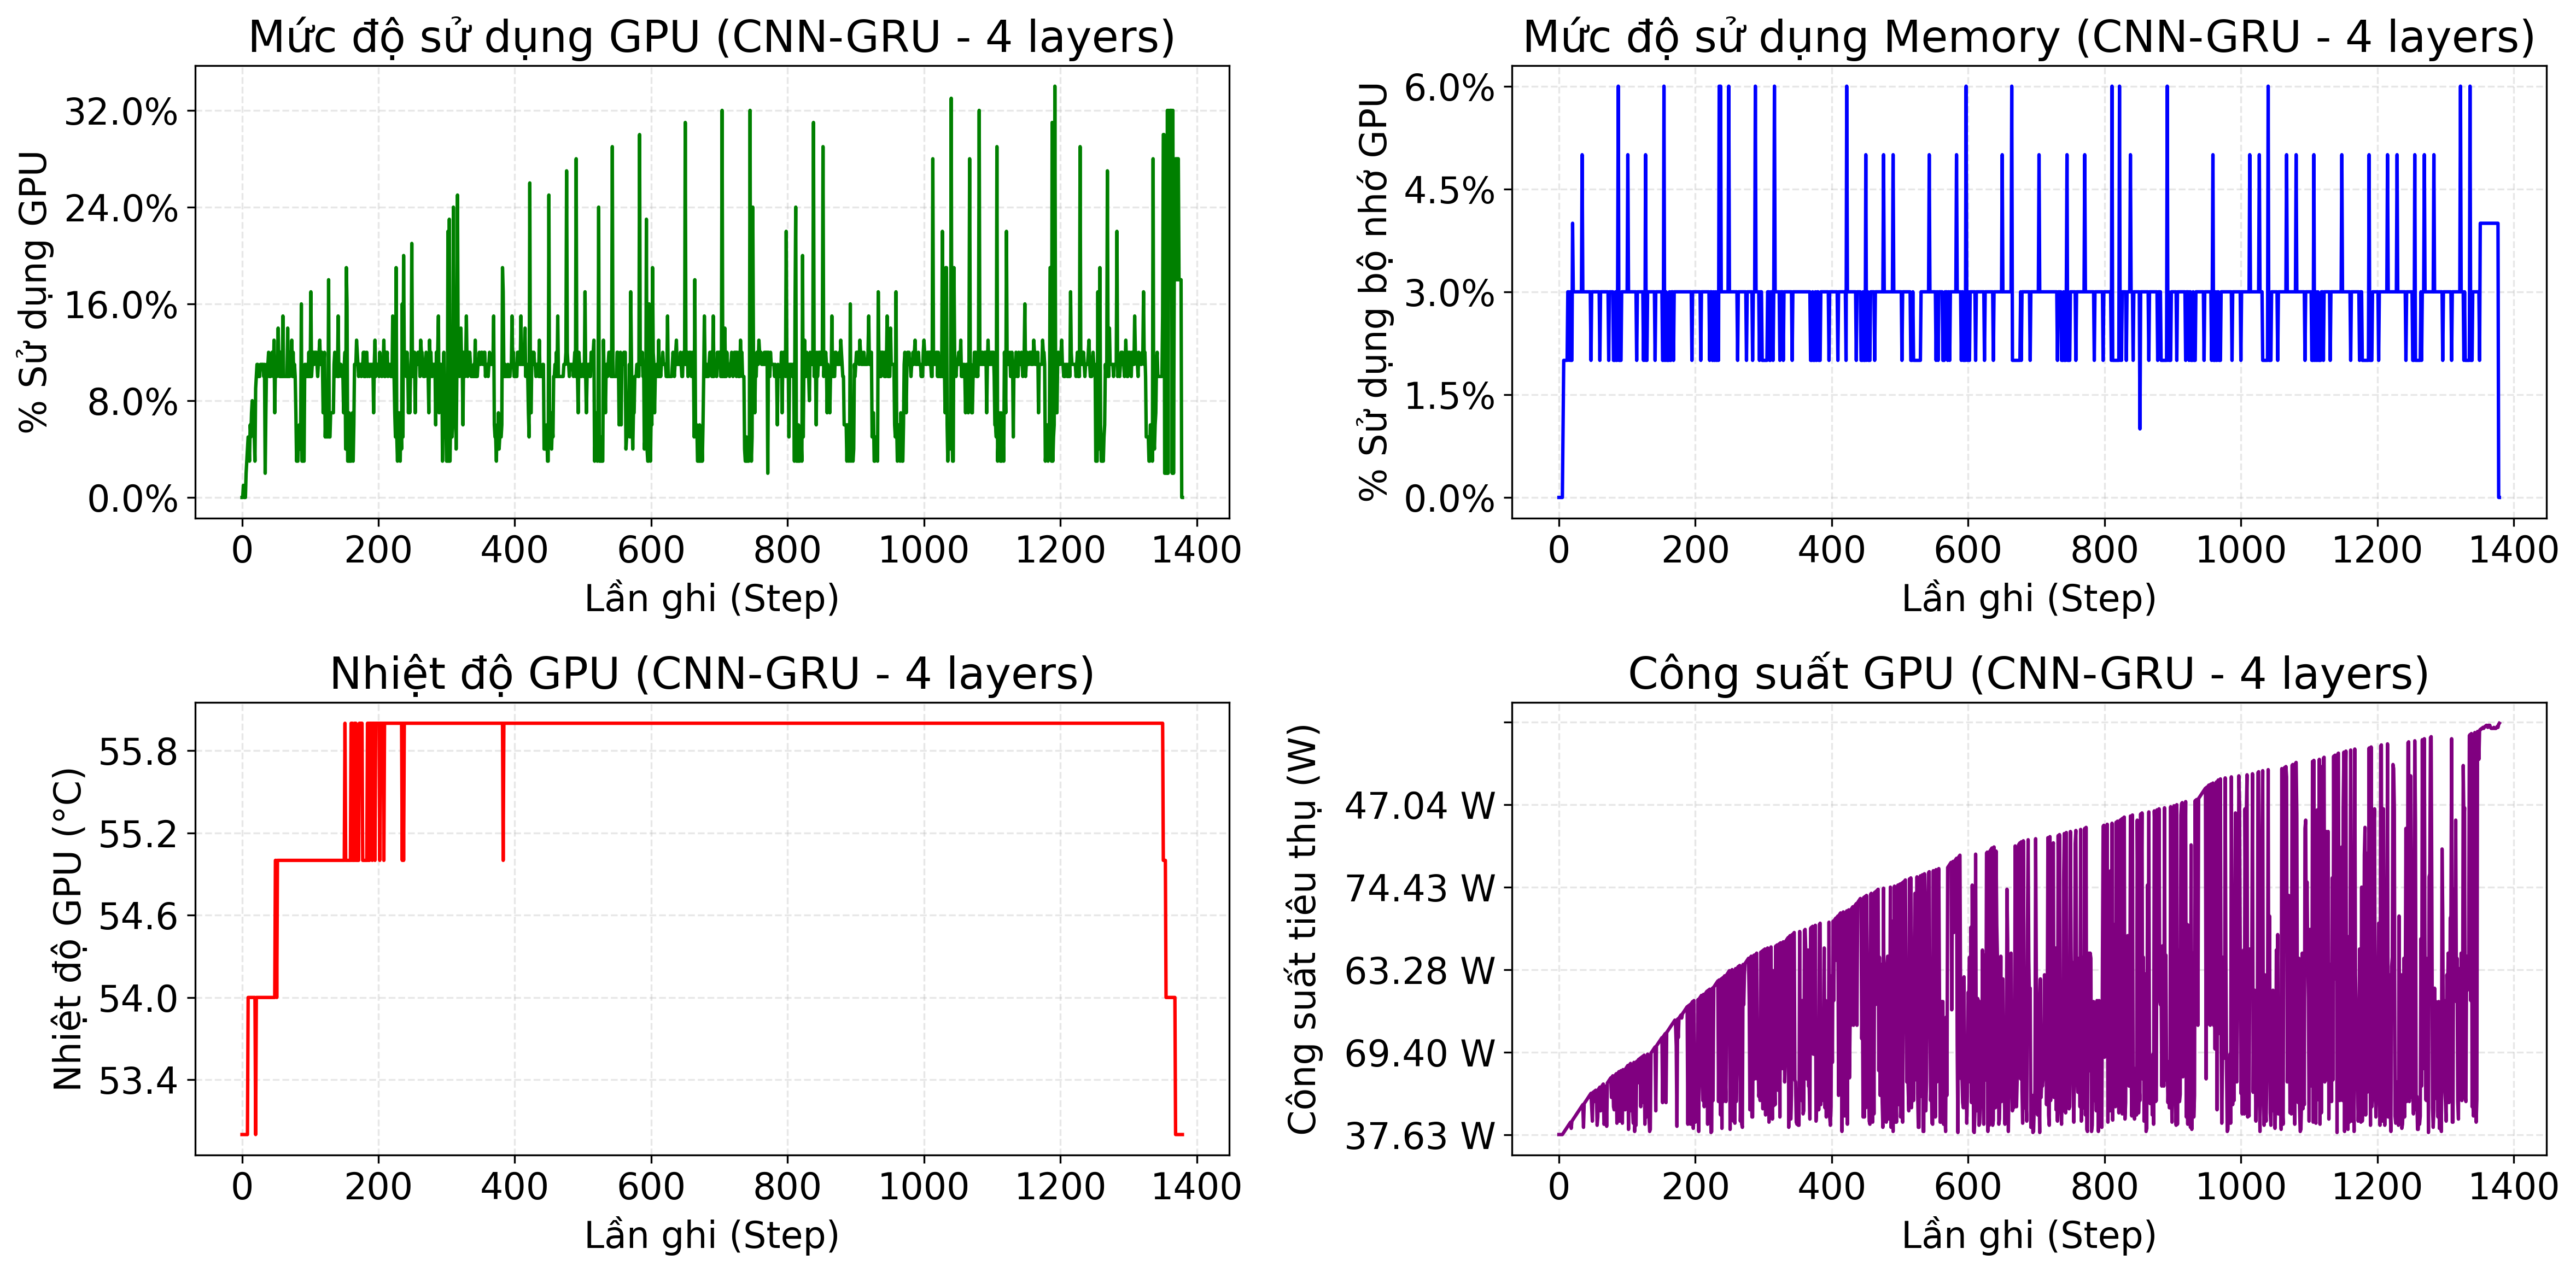 Mức độ sử dụng GPU (CNN-GRU - 4 layers)
% Sử dụng GPU
32.0%
24.0%
16.0%
8.0%
0.0%
0 200 400 600 800 1000 1200 1400
Lần ghi (Step)
Mức độ sử dụng Memory (CNN-GRU - 4 layers)
% Sử dụng bộ nhớ GPU
6.0%
4.5%
3.0%
1.5%
0.0%
0 200 400 600 800 1000 1200 1400
Lần ghi (Step)
Nhiệt độ GPU (CNN-GRU - 4 layers)
Nhiệt độ GPU (°C)
55.8
55.2
54.6
54.0
53.4
0 200 400 600 800 1000 1200 1400
Lần ghi (Step)
Công suất GPU (CNN-GRU - 4 layers)
Công suất tiêu thụ (W)
47.04 W
74.43 W
63.28 W
69.40 W
37.63 W
0 200 400 600 800 1000 1200 1400
Lần ghi (Step)